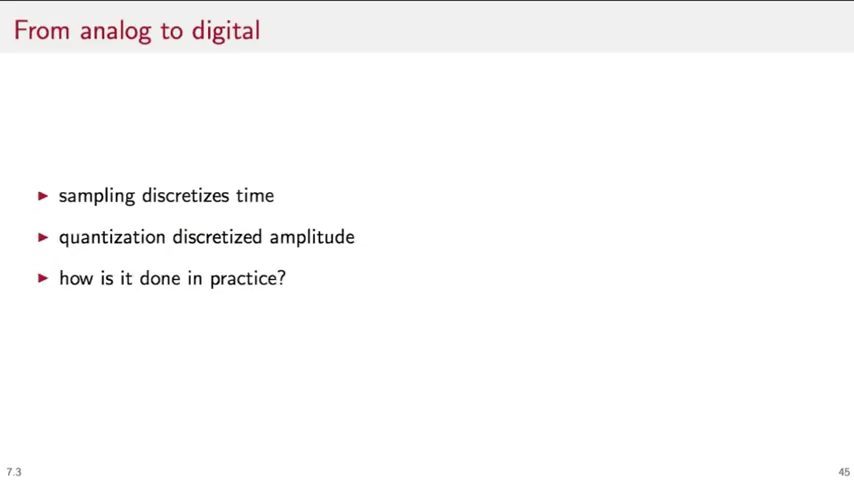 From analog to digital
sampling discretizes time
quantization discretized amplitude
how is it done in practice?
7.3
45